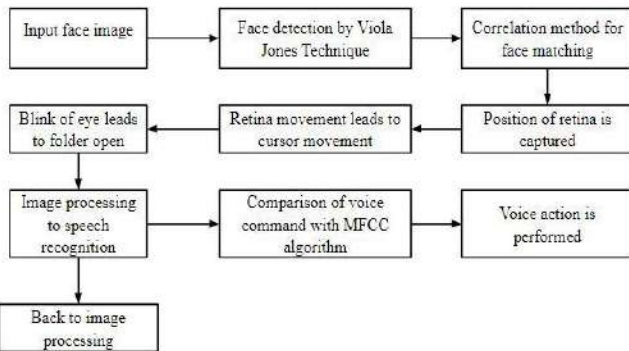 Input face image
Face detection by Viola
Jones Technique
Correlation method for
face matching
Position of retina is
captured
Retina movement leads to
cursor movement
Blink of eye leads
to folder open
Image processing
to speech
recognition
Comparison of voice
command with MFCC
algorithm
Voice action is
performed
Back to image
processing